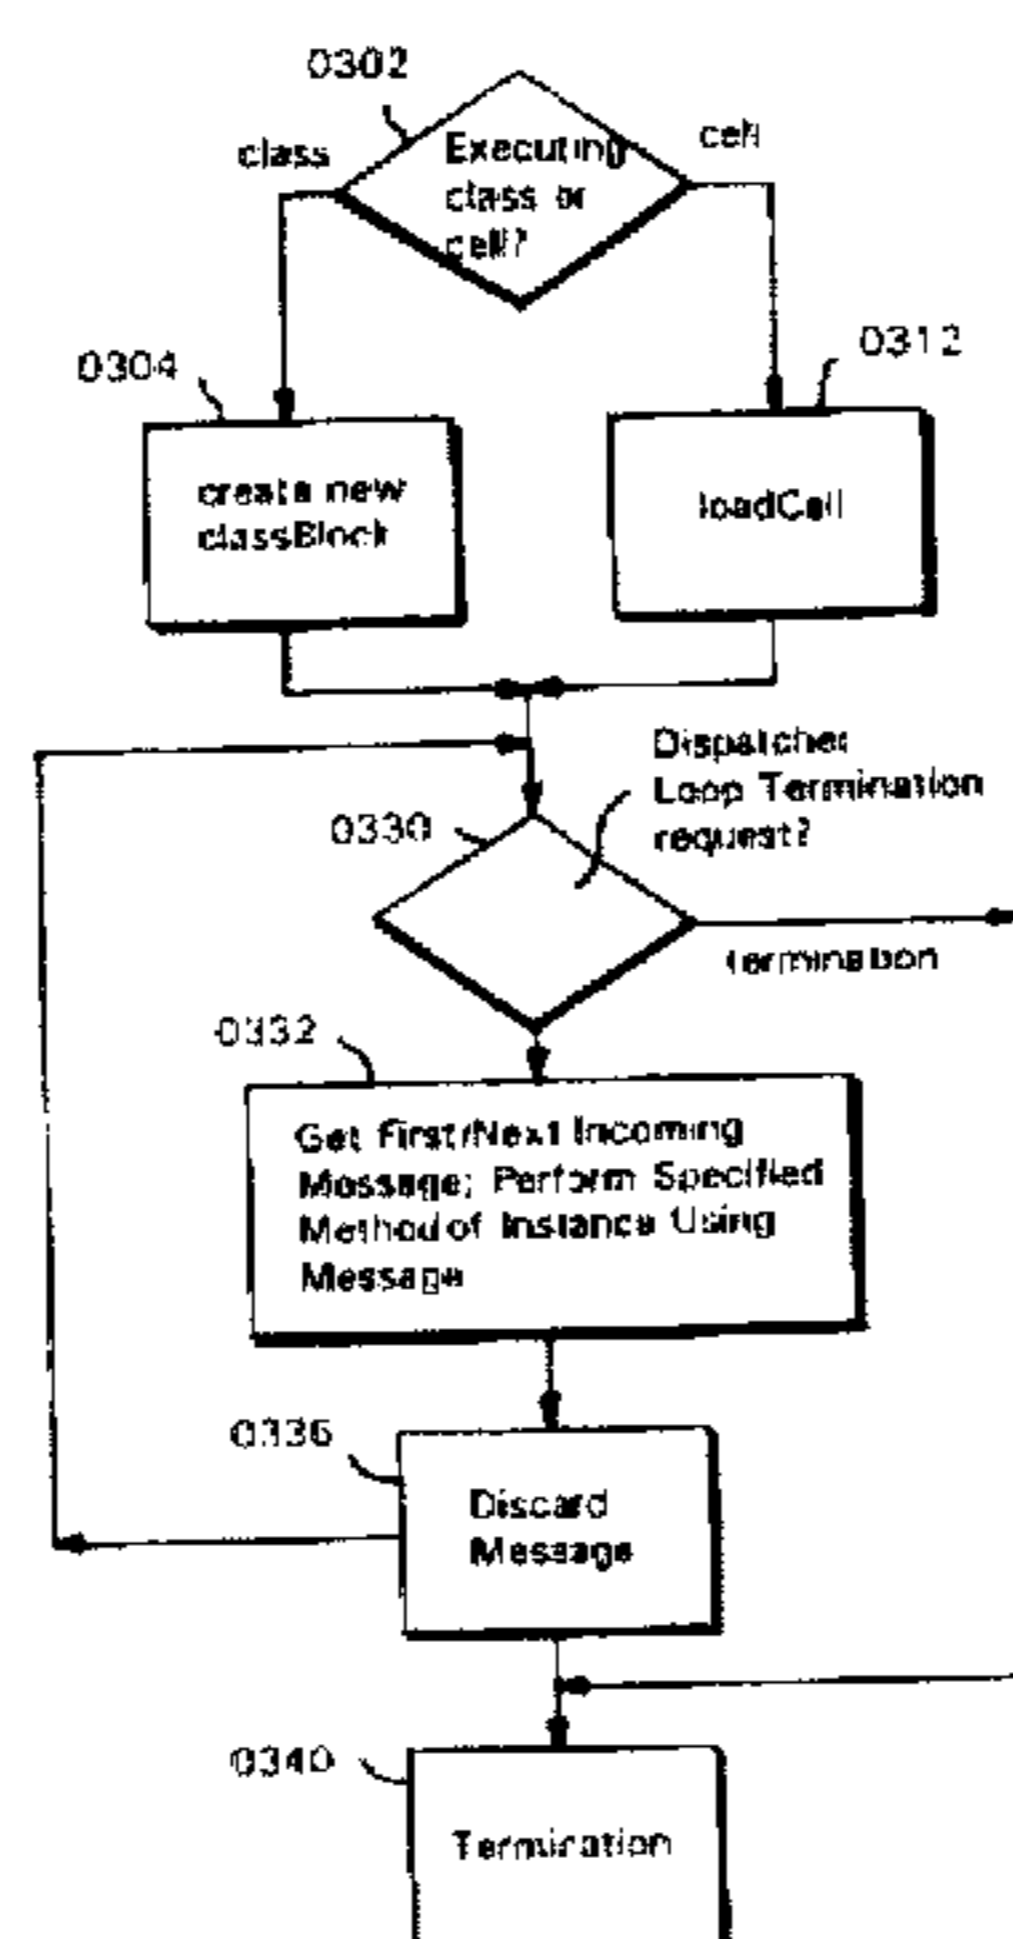 0302
class
cell
Executing
class or
cell?
0304
0312
create new
classBlock
loadCell
Dispatcher
Loop Termination
request?
0330
termination
0332
Get First/Next Incoming
Message; Perform Specified
Method of Instance Using
Message
0336
Discard
Message
0340
Termination